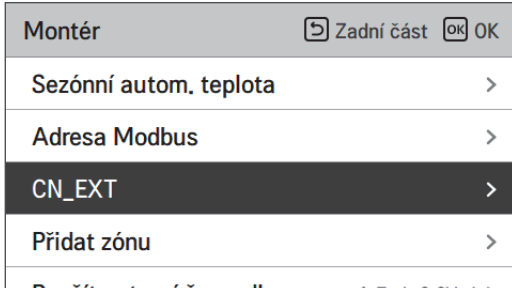 Montér Zadní část OK OK
Sezónní autom. teplota
Adresa Modbus
CN_EXT
Přidat zónu